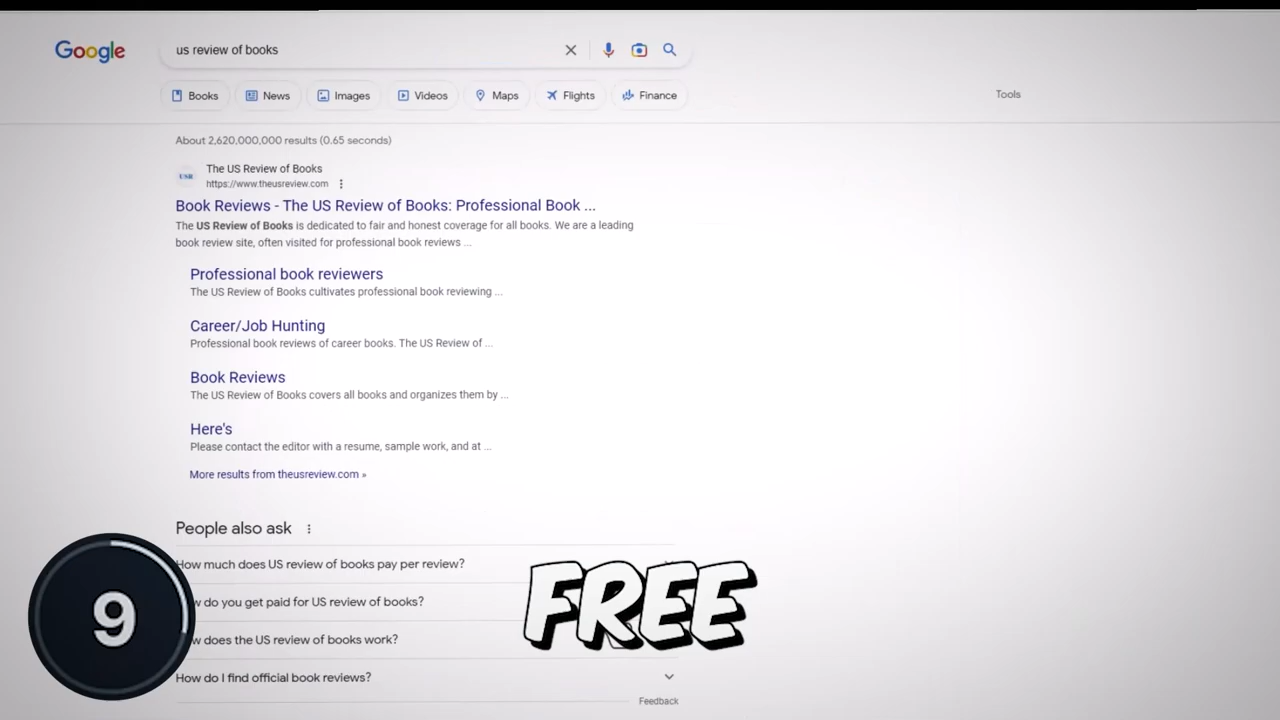 Google
us review of books
Books
News
Images
Videos
Maps
Flights
Finance
Tools
About 2,620,000,000 results (0.65 seconds)
USR
The US Review of Books
https://www.theusreview.com
Book Reviews - The US Review of Books: Professional Book ...
The US Review of Books is dedicated to fair and honest coverage for all books. We are a leading
book review site, often visited for professional book reviews ...
Professional book reviewers
The US Review of Books cultivates professional book reviewing ...
Career/Job Hunting
Professional book reviews of career books. The US Review of ...
Book Reviews
The US Review of Books covers all books and organizes them by ...
Here's
Please contact the editor with a resume, sample work, and at ...
More results from theusreview.com »
People also ask
How much does US review of books pay per review?
do you get paid for US review of books?
does the US review of books work?
How do I find official book reviews?
Feedback
9
FREE